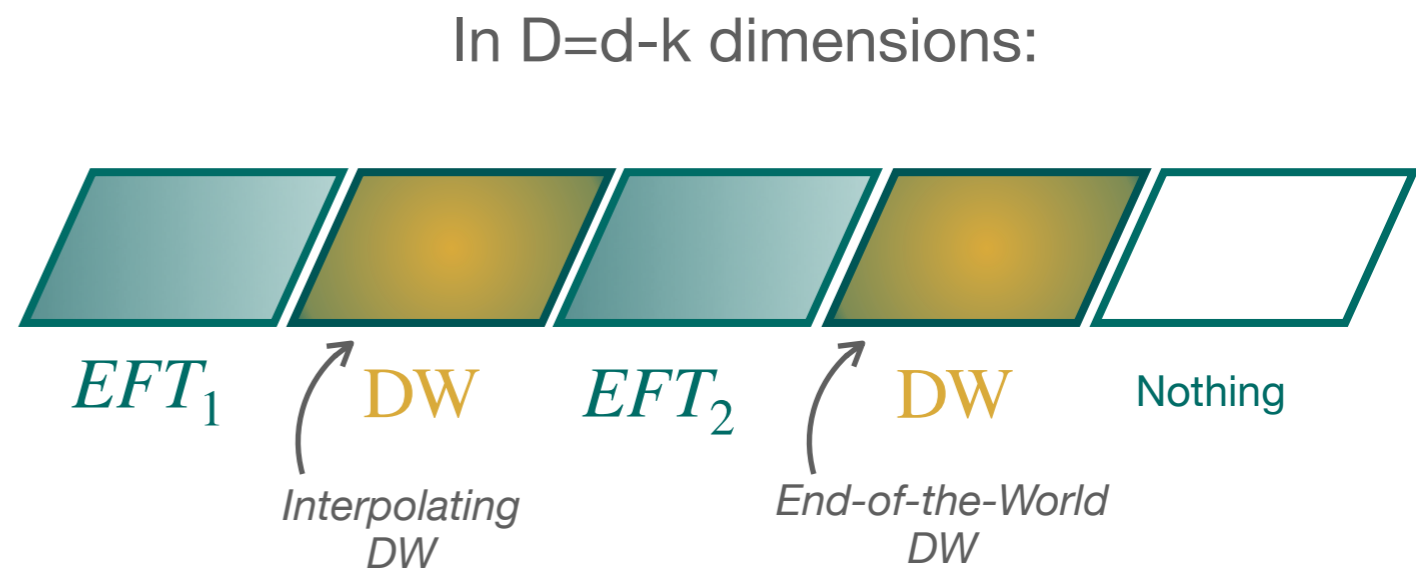 In D=d-k dimensions:
EFT₁ DW EFT₂ DW Nothing
Interpolating
DW
End-of-the-World
DW